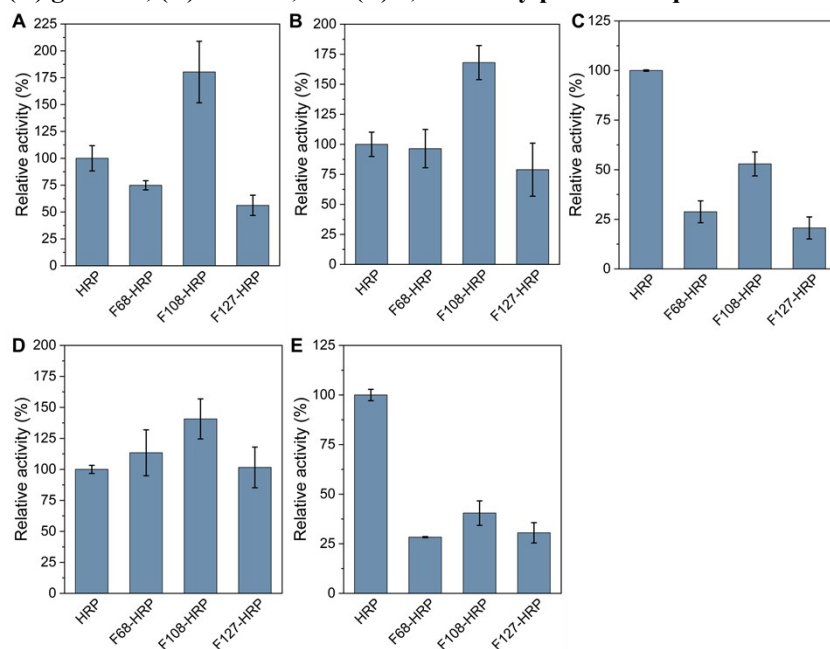 A
Relative activity (%)
225
200
175
150
125
100
75
50
25
0
HRP
F68-HRP
F108-HRP
F127-HRP
B
Relative activity (%)
200
175
150
125
100
75
50
25
0
HRP
F68-HRP
F108-HRP
F127-HRP
C
Relative activity (%)
125
100
75
50
25
0
HRP
F68-HRP
F108-HRP
F127-HRP
D
Relative activity (%)
200
175
150
125
100
75
50
25
0
HRP
F68-HRP
F108-HRP
F127-HRP
E
Relative activity (%)
125
100
75
50
25
0
HRP
F68-HRP
F108-HRP
F127-HRP